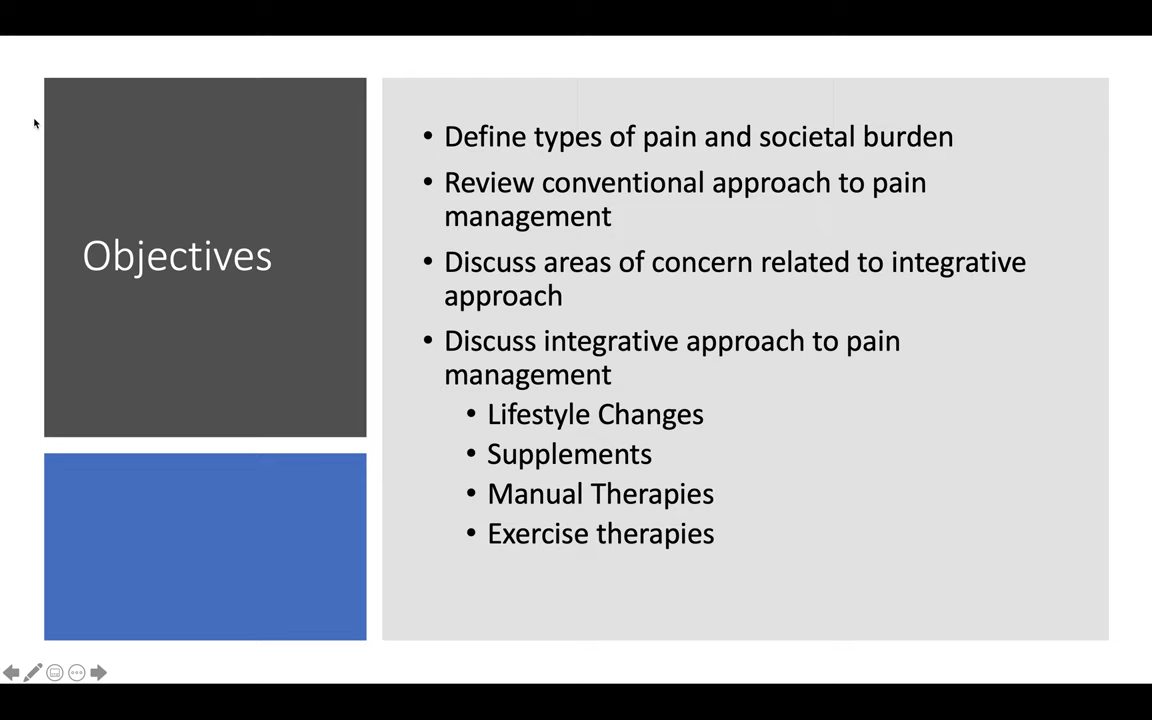 Objectives
• Define types of pain and societal burden
• Review conventional approach to pain
management
• Discuss areas of concern related to integrative
approach
• Discuss integrative approach to pain
management
• Lifestyle Changes
• Supplements
• Manual Therapies
• Exercise therapies